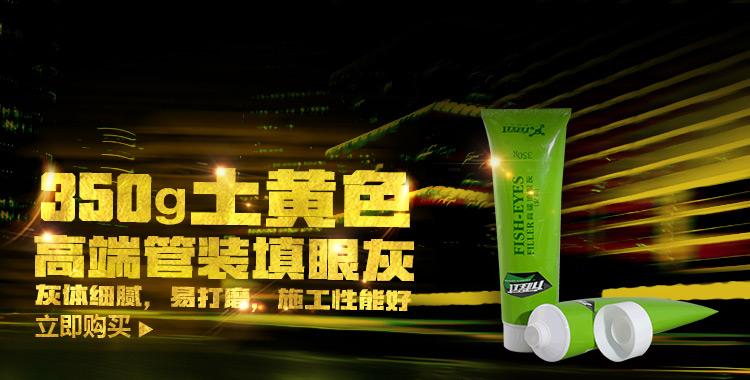 350g土黄色
高端管装填眼灰
灰体细腻，易打磨，施工性能好
立即购买
350g
FISH-EYES
FILLER